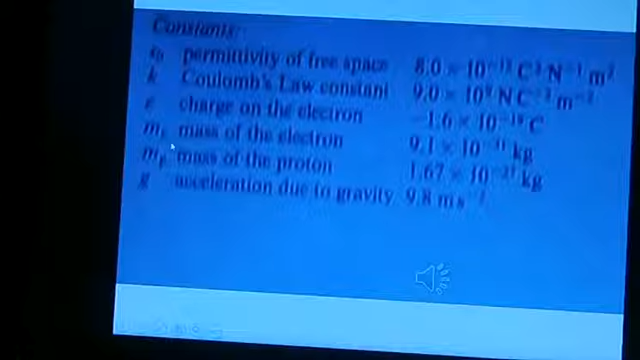 Constants:
ε₀ permittivity of free space 8.0 × 10⁻¹² C² N⁻¹ m²
k Coulomb's Law constant 9.0 × 10⁹ N C⁻² m⁻²
e charge on the electron −1.6 × 10⁻¹⁹ C
mₑ mass of the electron 9.1 × 10⁻³¹ kg
mₚ mass of the proton 1.67 × 10⁻²⁷ kg
g acceleration due to gravity 9.8 m s⁻²